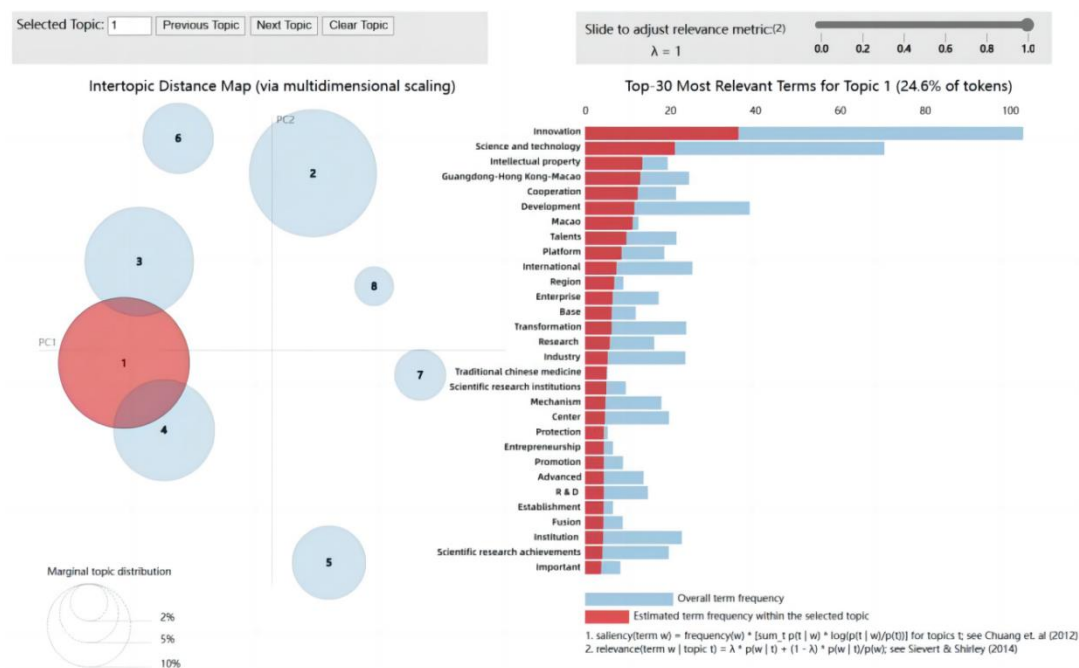 Selected Topic: 1 Previous Topic Next Topic Clear Topic
Slide to adjust relevance metric:(2)
λ = 1
0.0 0.2 0.4 0.6 0.8 1.0
Intertopic Distance Map (via multidimensional scaling)
PC2
PC1
6
2
3
8
1
7
4
5
Marginal topic distribution
2%
5%
10%
Top-30 Most Relevant Terms for Topic 1 (24.6% of tokens)
0 20 40 60 80 100
Innovation
Science and technology
Intellectual property
Guangdong-Hong Kong-Macao
Cooperation
Development
Macao
Talents
Platform
International
Region
Enterprise
Base
Transformation
Research
Industry
Traditional chinese medicine
Scientific research institutions
Mechanism
Center
Protection
Entrepreneurship
Promotion
Advanced
R & D
Establishment
Fusion
Institution
Scientific research achievements
Important
Overall term frequency
Estimated term frequency within the selected topic
1. saliency(term w) = frequency(w) * [sum_t p(t | w) * log(p(t | w)/p(t))] for topics t; see Chuang et. al (2012)
2. relevance(term w | topic t) = λ * p(w | t) + (1 - λ) * p(w | t)/p(w); see Sievert & Shirley (2014)